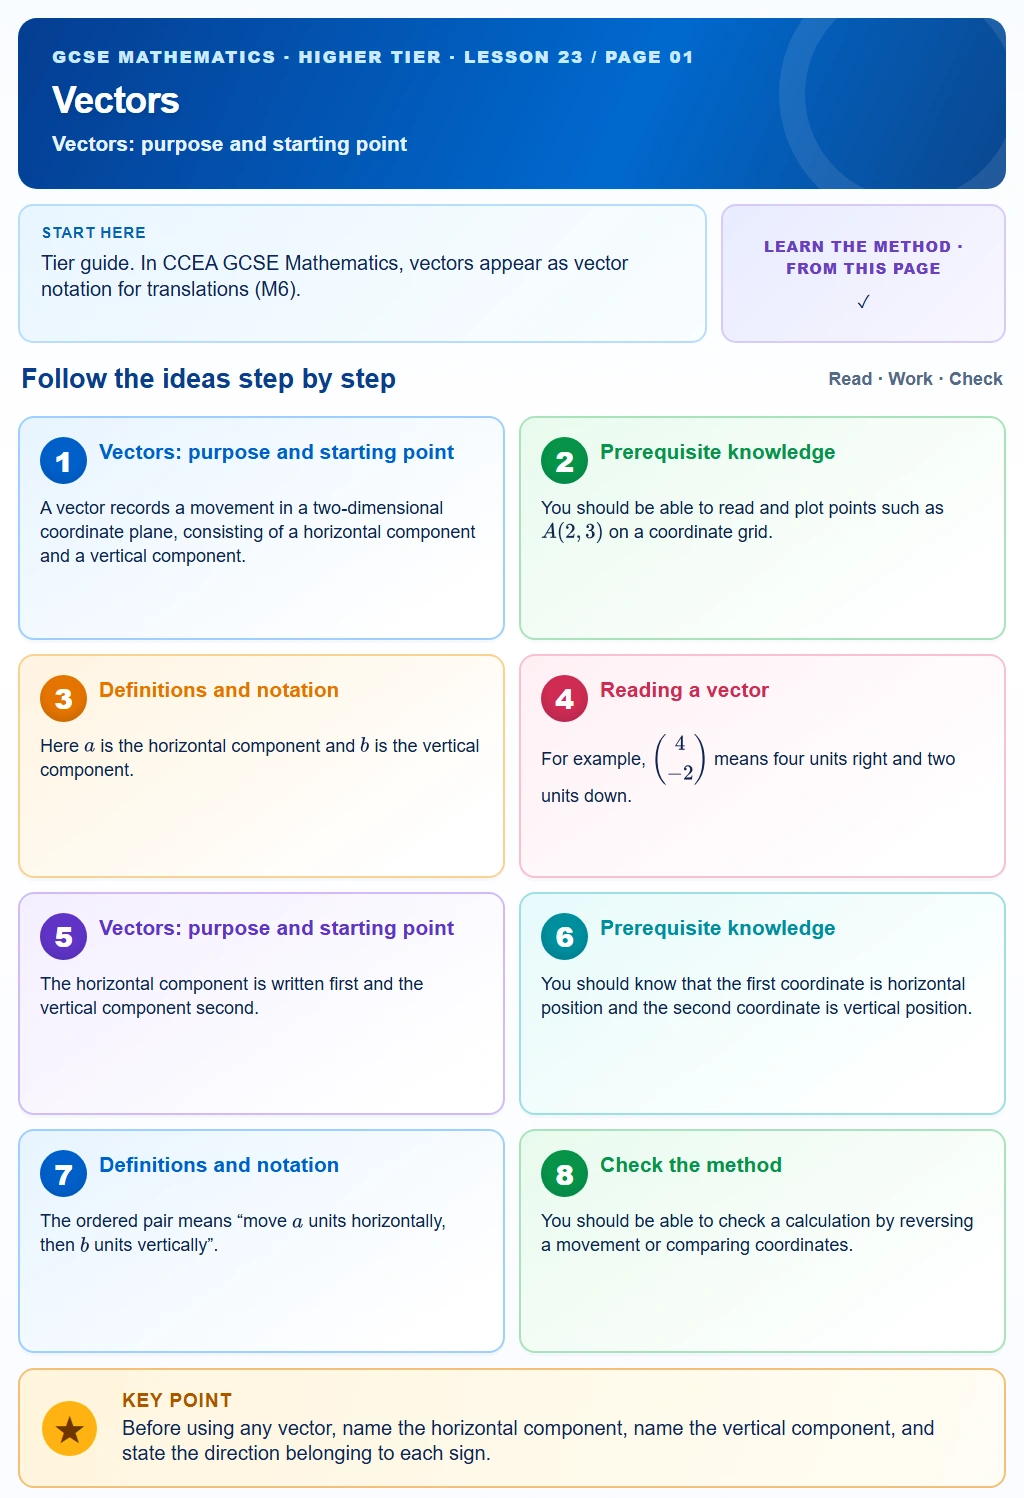 GCSE MATHEMATICS · HIGHER TIER · LESSON 23 / PAGE 01
Vectors
Vectors: purpose and starting point
START HERE
Tier guide. In CCEA GCSE Mathematics, vectors appear as vector
notation for translations (M6).
LEARN THE METHOD ·
FROM THIS PAGE
✓
Follow the ideas step by step
Read · Work · Check
1
Vectors: purpose and starting point
A vector records a movement in a two-dimensional
coordinate plane, consisting of a horizontal component
and a vertical component.
2
Prerequisite knowledge
You should be able to read and plot points such as
A(2, 3) on a coordinate grid.
3
Definitions and notation
Here a is the horizontal component and b is the vertical
component.
4
Reading a vector
For example, (4 −2) means four units right and two
units down.
5
Vectors: purpose and starting point
The horizontal component is written first and the
vertical component second.
6
Prerequisite knowledge
You should know that the first coordinate is horizontal
position and the second coordinate is vertical position.
7
Definitions and notation
The ordered pair means “move a units horizontally,
then b units vertically”.
8
Check the method
You should be able to check a calculation by reversing
a movement or comparing coordinates.
★
KEY POINT
Before using any vector, name the horizontal component, name the vertical component, and
state the direction belonging to each sign.